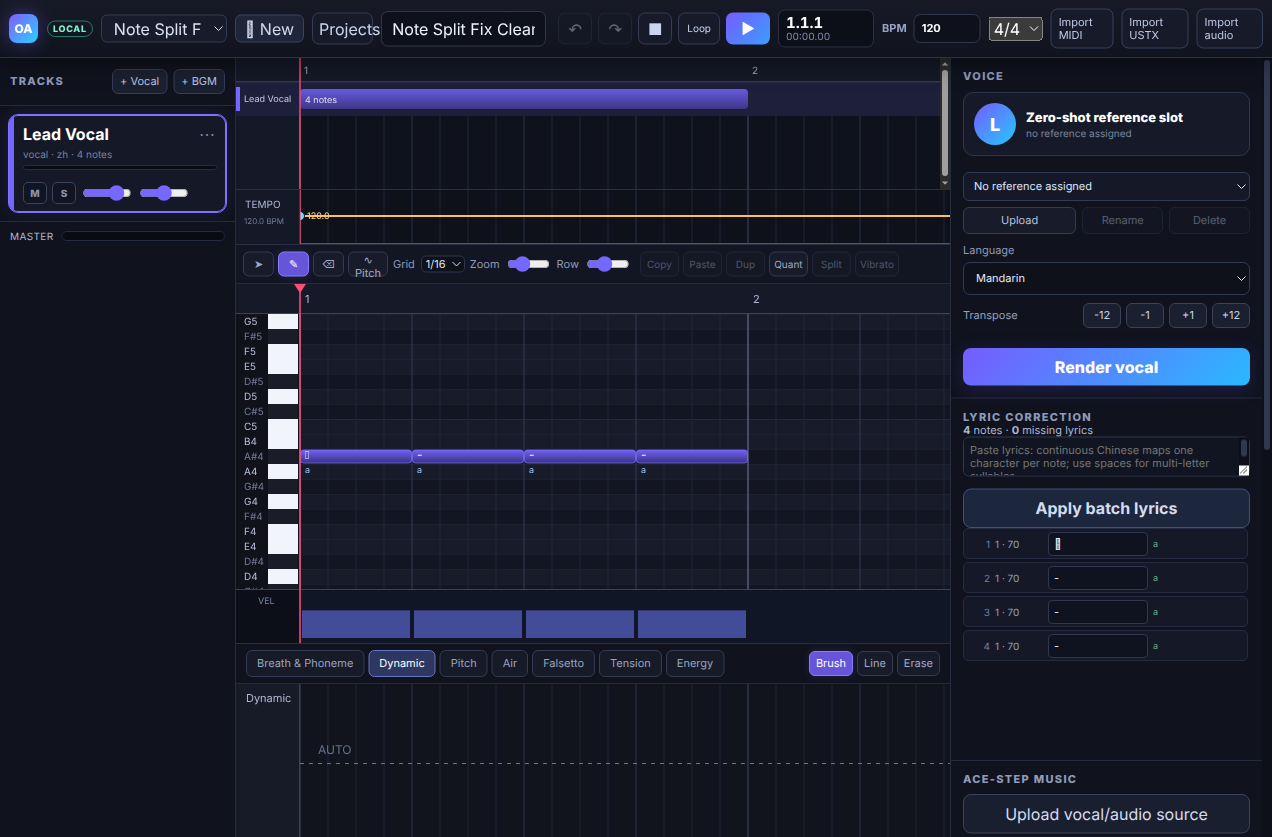 OA LOCAL Note Split F New Projects Note Split Fix Clear Loop 1.1.1 00:00.00 BPM 120 4/4 Import MIDI Import USTX Import audio
TRACKS + Vocal + BGM
Lead Vocal ...
vocal · zh · 4 notes
M S
MASTER
1 2
Lead Vocal 4 notes
TEMPO
120.0 BPM 120.0
Pitch Grid 1/16 Zoom Row Copy Paste Dup Quant Split Vibrato
1 2
G5
F#5
F5
E5
D#5
D5
C#5
C5
B4
A#4 - - -
A4 a a a a
G#4
G4
F#4
F4
E4
D#4
D4
VEL
Breath & Phoneme Dynamic Pitch Air Falsetto Tension Energy Brush Line Erase
Dynamic
AUTO
VOICE
L Zero-shot reference slot
no reference assigned
No reference assigned
Upload Rename Delete
Language
Mandarin
Transpose -12 -1 +1 +12
Render vocal
LYRIC CORRECTION
4 notes · 0 missing lyrics
Paste lyrics: continuous Chinese maps one
character per note; use spaces for multi-letter
Apply batch lyrics
1 1 · 70 a
2 1 · 70 - a
3 1 · 70 - a
4 1 · 70 - a
ACE-STEP MUSIC
Upload vocal/audio source